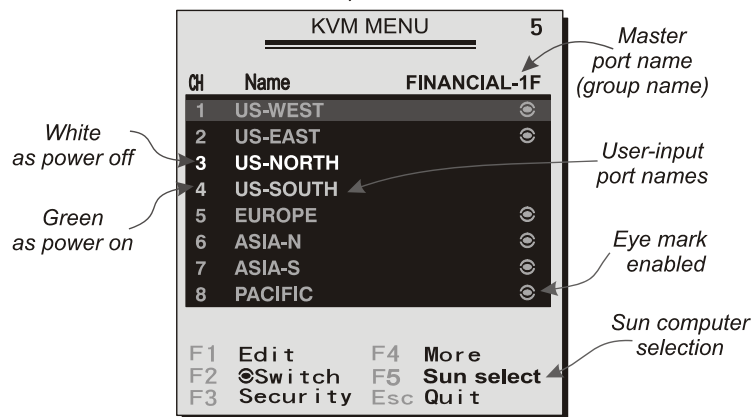 KVM MENU 5
Master
port name
(group name)
CH Name FINANCIAL-1F
1 US-WEST
2 US-EAST
3 US-NORTH
4 US-SOUTH
5 EUROPE
6 ASIA-N
7 ASIA-S
8 PACIFIC
White
as power off
Green
as power on
User-input
port names
Eye mark
enabled
Sun computer
selection
F1 Edit F4 More
F2 Switch F5 Sun select
F3 Security Esc Quit